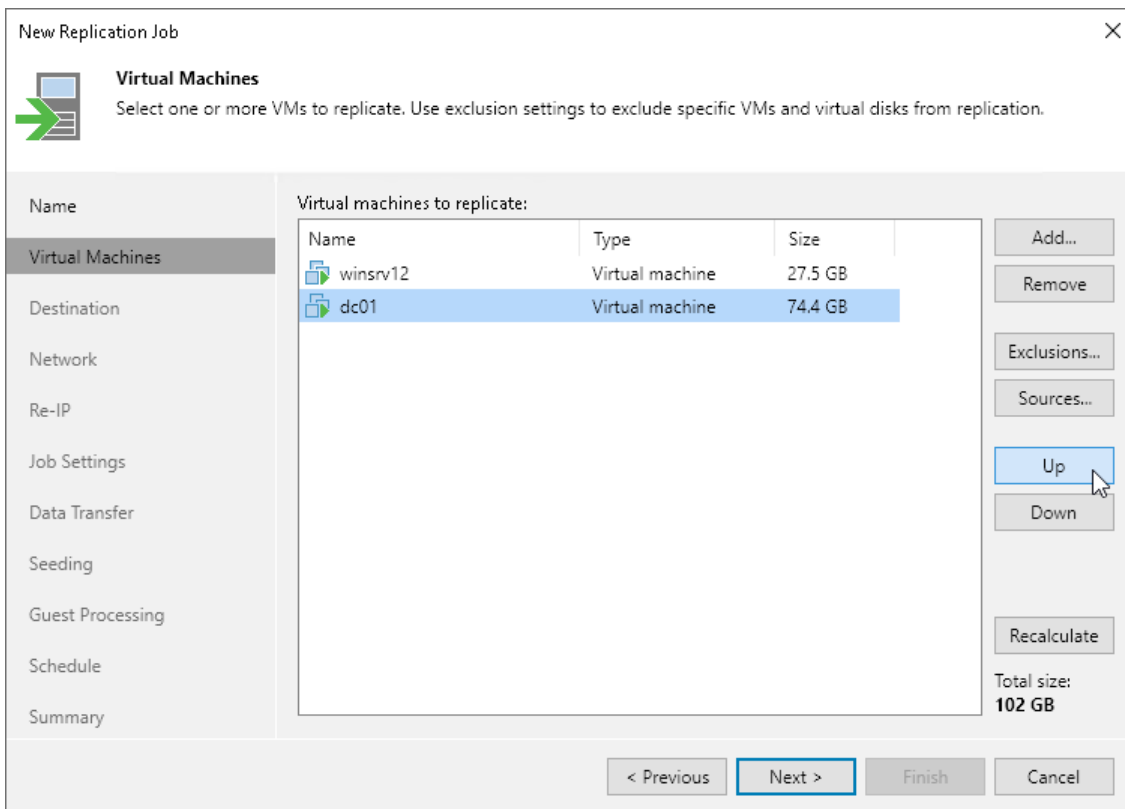 New Replication Job
Virtual Machines
Select one or more VMs to replicate. Use exclusion settings to exclude specific VMs and virtual disks from replication.
Name
Virtual Machines
Destination
Network
Re-IP
Job Settings
Data Transfer
Seeding
Guest Processing
Schedule
Summary
Virtual machines to replicate:
Name Type Size
winsrv12 Virtual machine 27.5 GB
dc01 Virtual machine 74.4 GB
Add...
Remove
Exclusions...
Sources...
Up
Down
Recalculate
Total size:
102 GB
< Previous Next > Finish Cancel